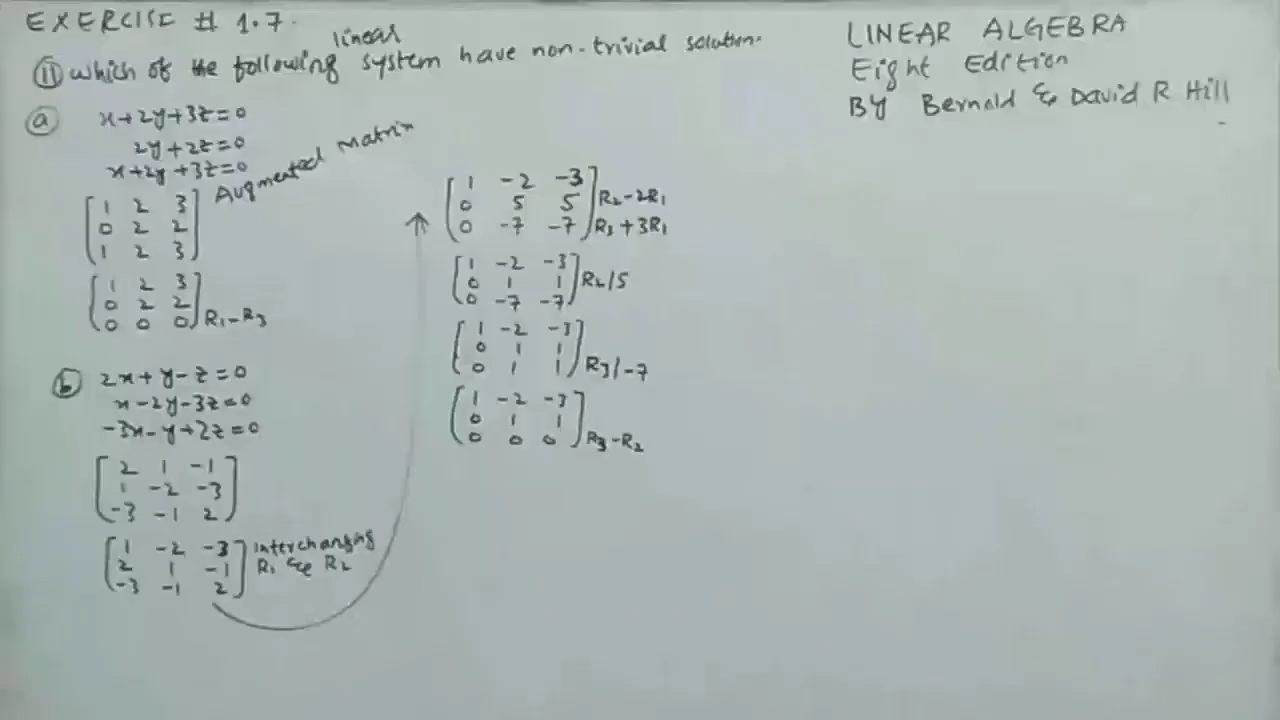 EXERCISE # 1.7.
11 which of the following linear system have non-trivial solution.
LINEAR ALGEBRA
Eight Edition
BY Bernald & David R Hill
a x+2y+3z=0
2y+2z=0
x+2y+3z=0
Augmented Matrix
1 2 3
0 2 2
1 2 3
1 2 3
0 2 2
0 0 0 R1-R3
b 2x+y-z=0
x-2y-3z=0
-3x-y+2z=0
2 1 -1
1 -2 -3
-3 -1 2
1 -2 -3 interchanging
2 1 -1 R1 & R2
-3 -1 2
1 -2 -3
0 5 5 R2-2R1
0 -7 -7 R3+3R1
1 -2 -3
0 1 1 R2/5
0 -7 -7
1 -2 -3
0 1 1
0 1 1 R3/-7
1 -2 -3
0 1 1
0 0 0 R3-R2